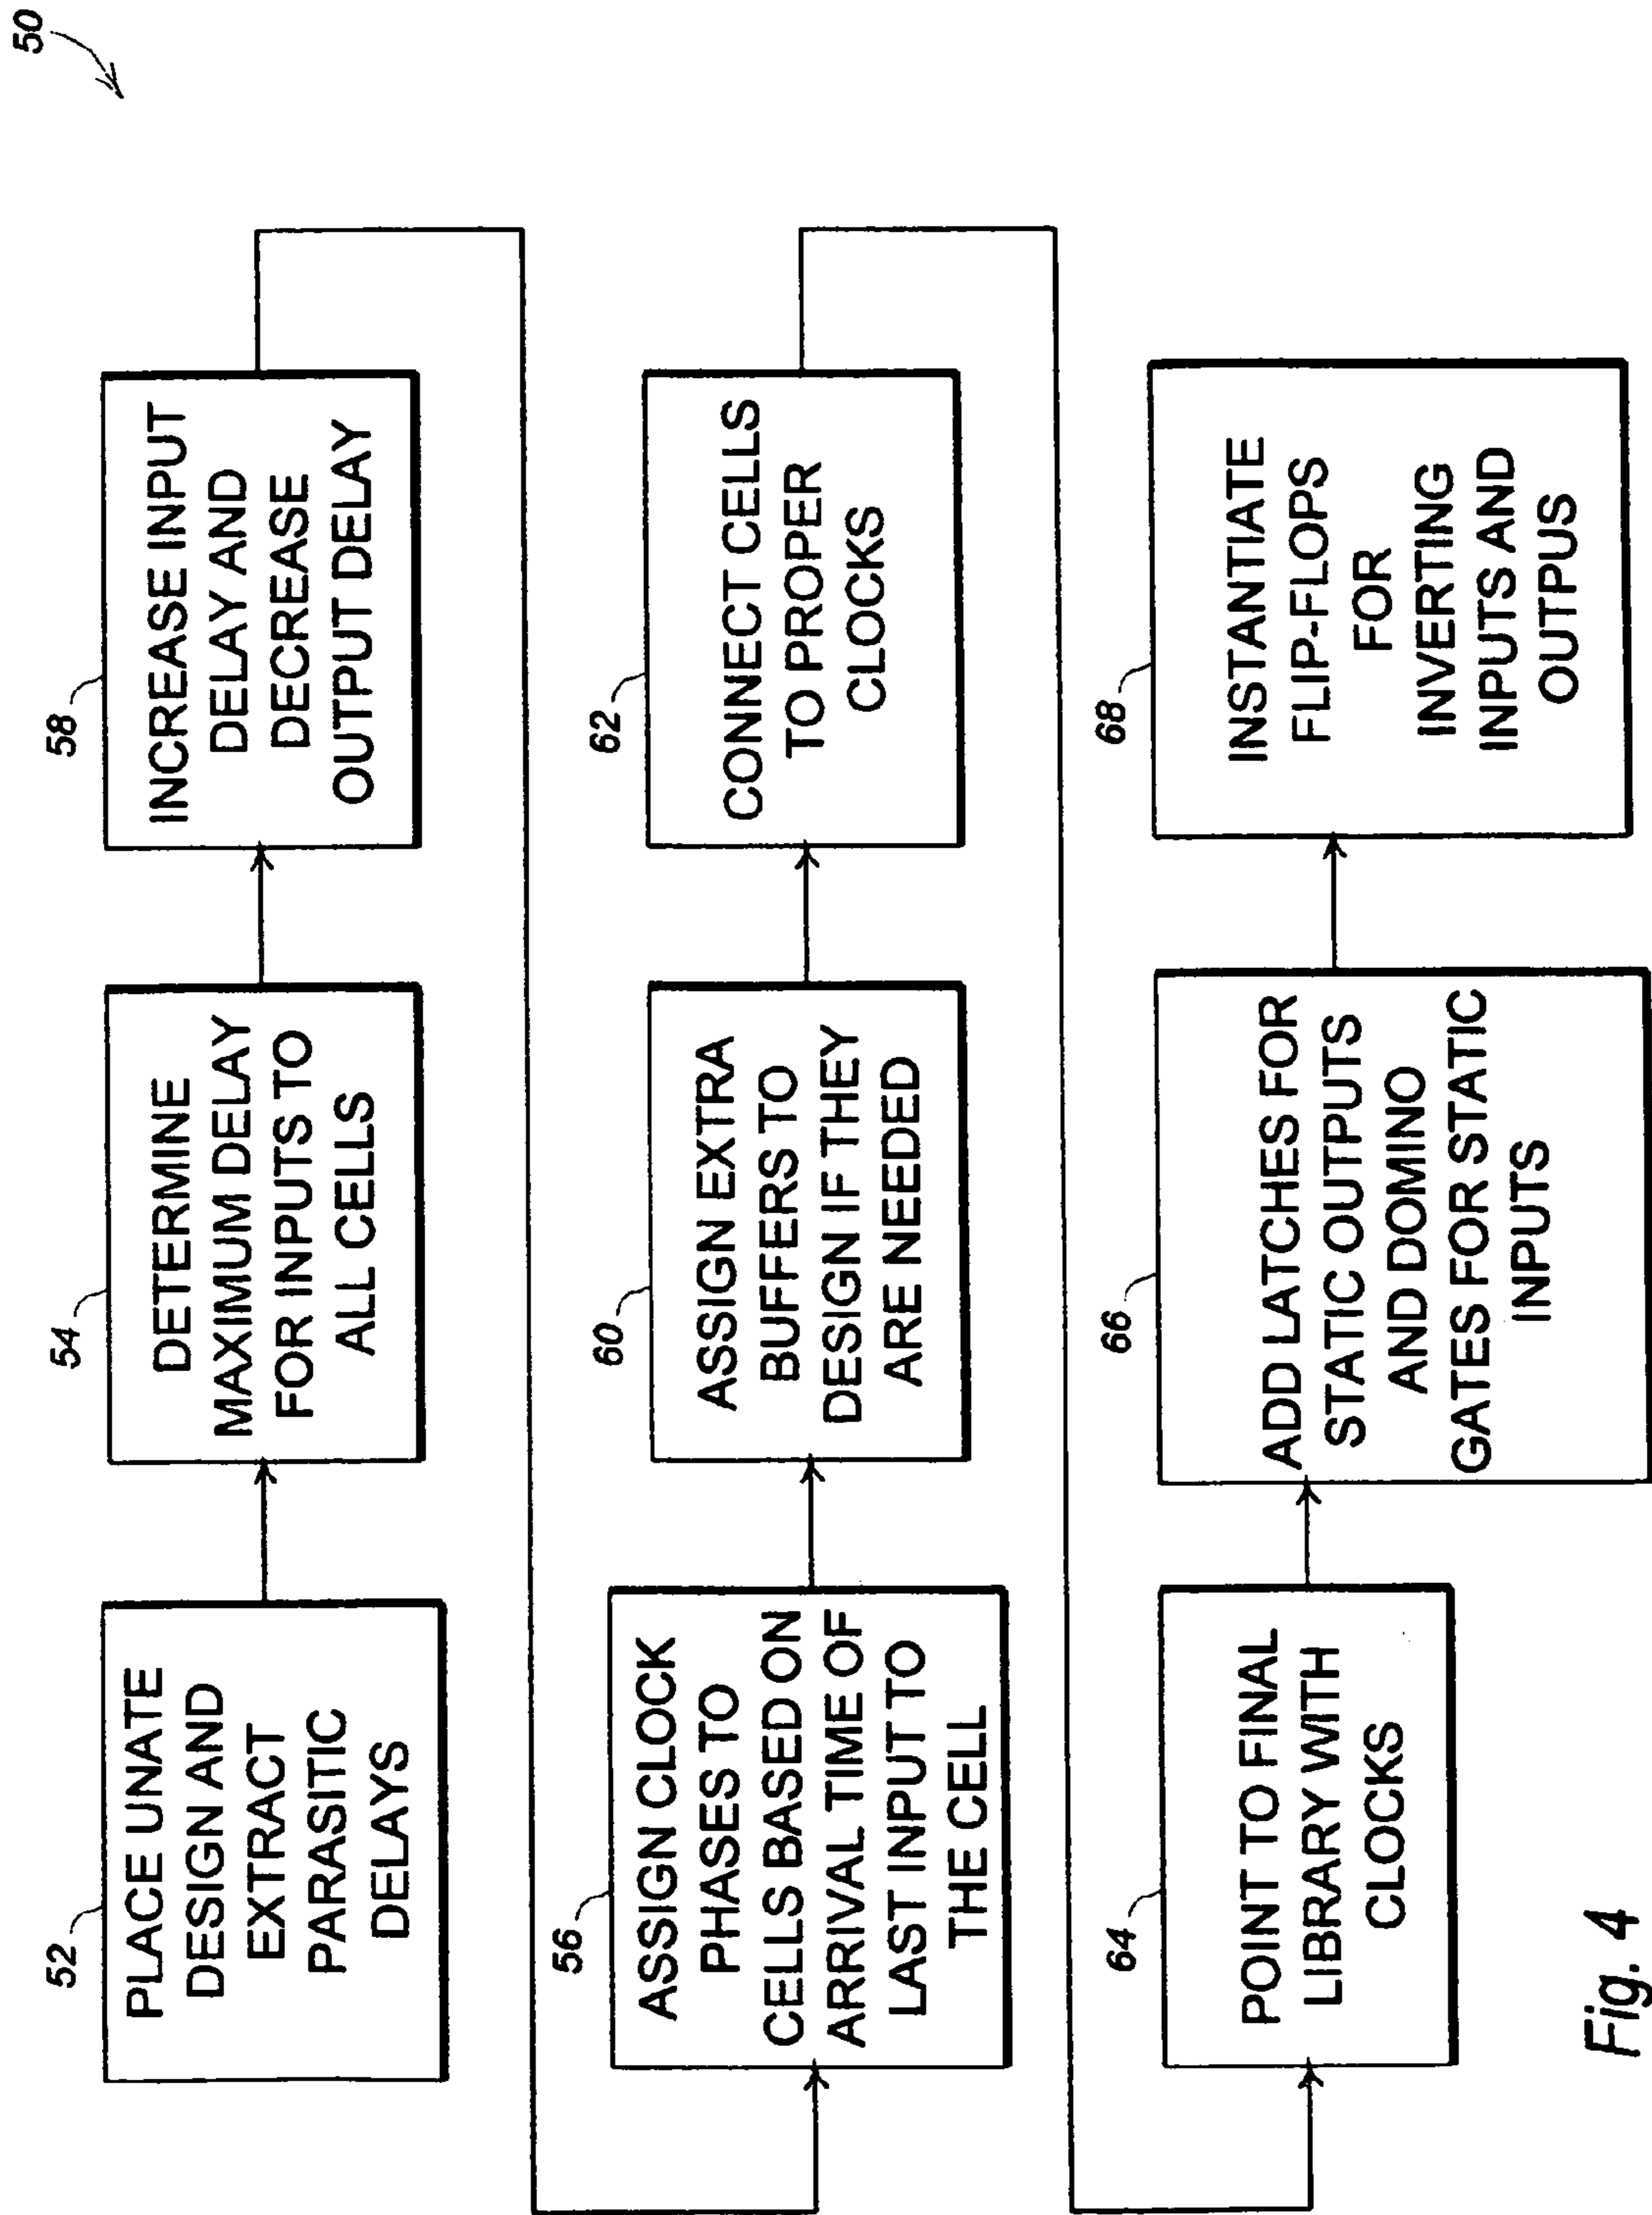 50
52
PLACE UNATE
DESIGN AND
EXTRACT
PARASITIC
DELAYS
54
DETERMINE
MAXIMUM DELAY
FOR INPUTS TO
ALL CELLS
58
INCREASE INPUT
DELAY AND
DECREASE
OUTPUT DELAY
56
ASSIGN CLOCK
PHASES TO
CELLS BASED ON
ARRIVAL TIME OF
LAST INPUT TO
THE CELL
60
ASSIGN EXTRA
BUFFERS TO
DESIGN IF THEY
ARE NEEDED
62
CONNECT CELLS
TO PROPER
CLOCKS
64
POINT TO FINAL
LIBRARY WITH
CLOCKS
66
ADD LATCHES FOR
STATIC OUTPUTS
AND DOMINO
GATES FOR STATIC
INPUTS
68
INSTANTIATE
FLIP-FLOPS
FOR
INVERTING
INPUTS AND
OUTPUS
Fig. 4